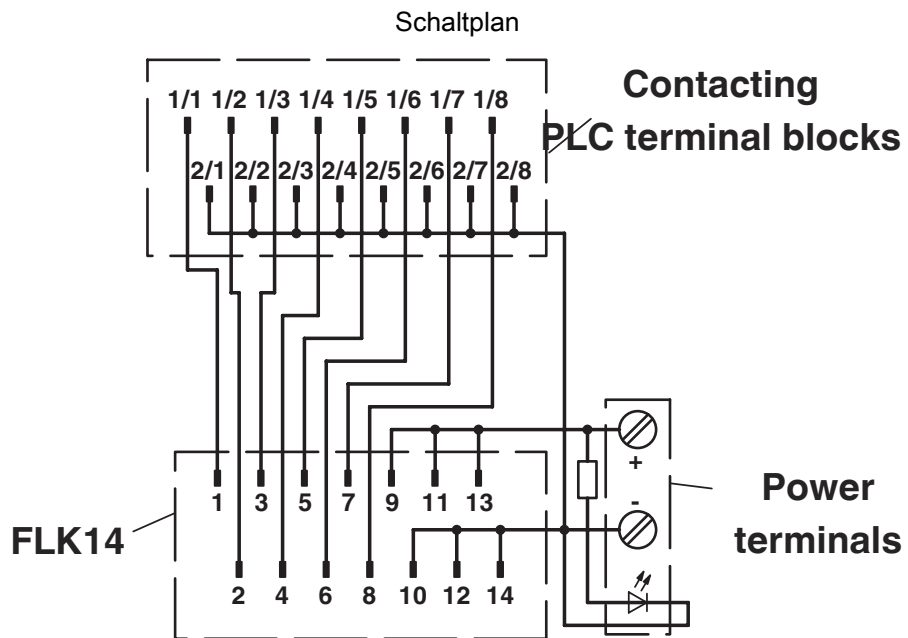 Schaltplan
1/1 1/2 1/3 1/4 1/5 1/6 1/7 1/8
Contacting
PLC terminal blocks
2/1 2/2 2/3 2/4 2/5 2/6 2/7 2/8
+
1 3 5 7 9 11 13
-
Power
terminals
FLK14
2 4 6 8 10 12 14